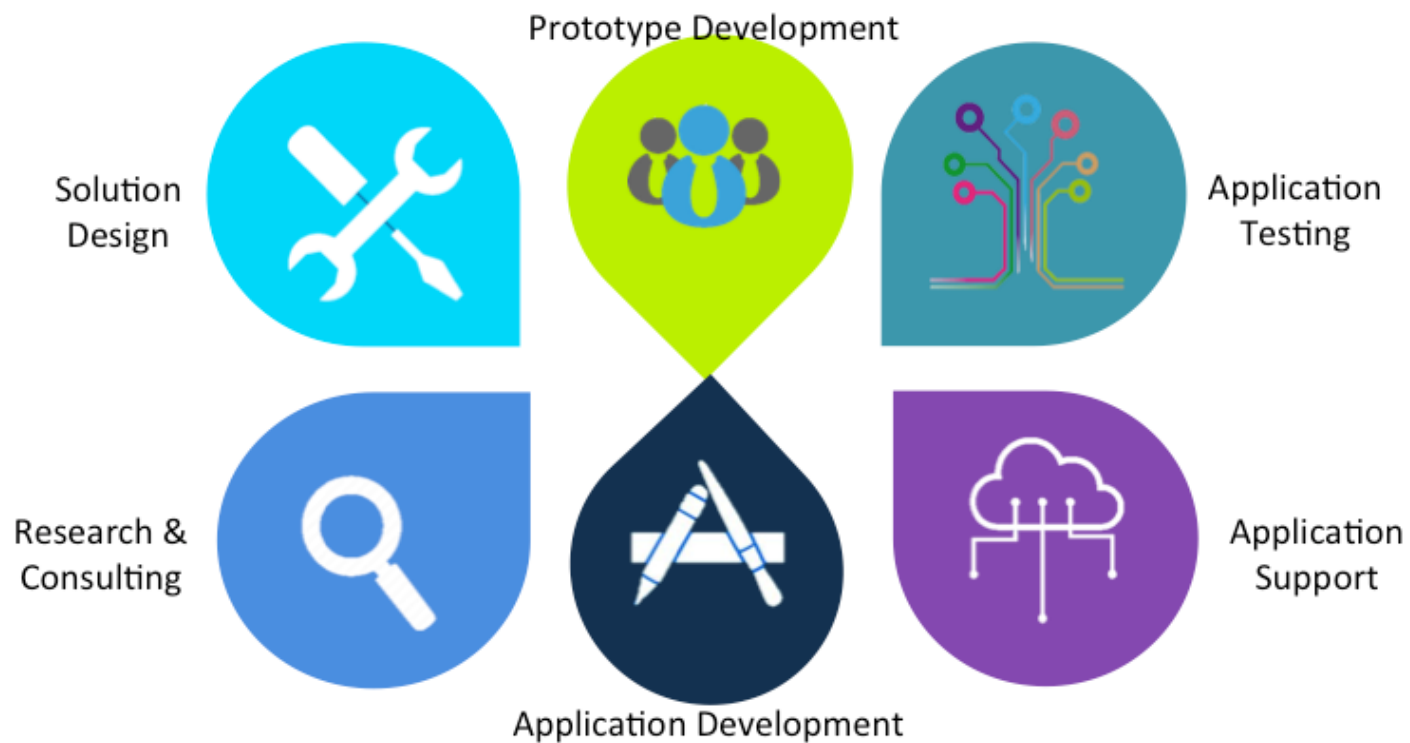 Prototype Development
Solution
Design
Application
Testing
Research &
Consulting
Application
Support
Application Development